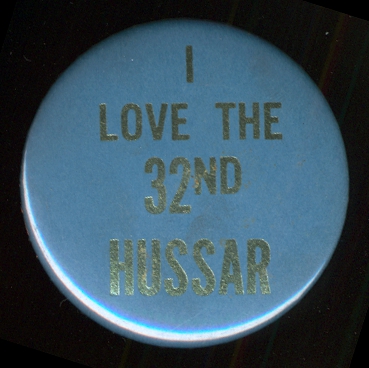 I
LOVE THE
32ND
HUSSAR